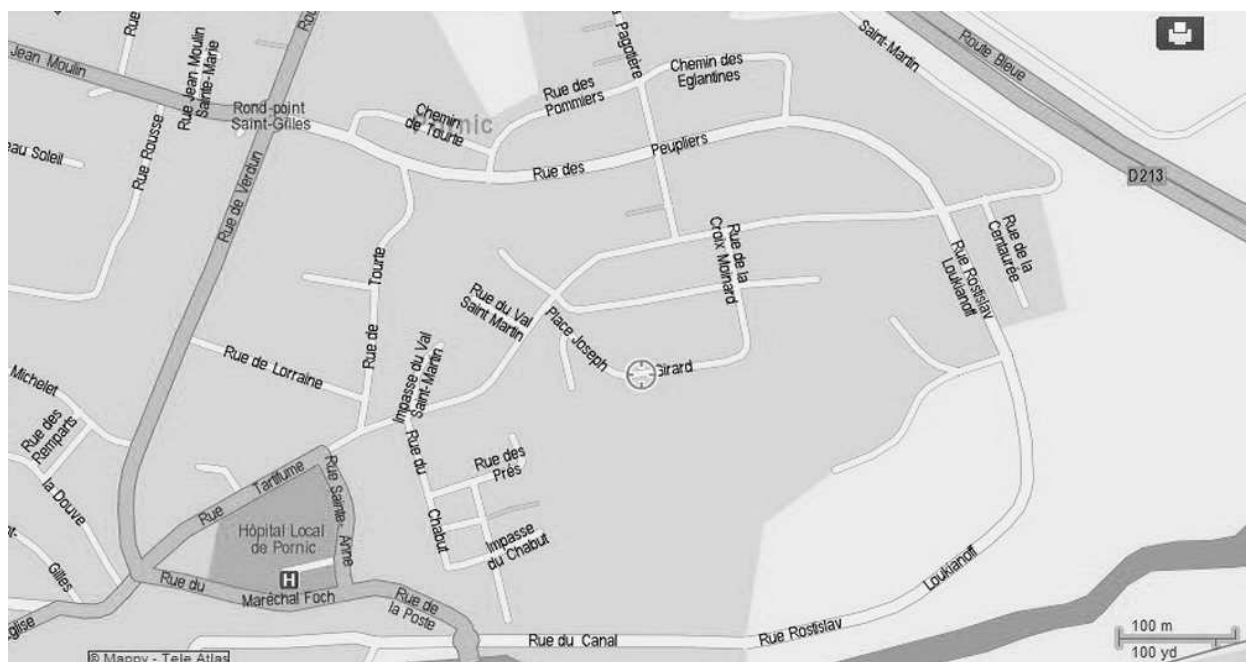 Jean Moulin
Rue Jean Moulin
Sainte-Marie
Rond-point
Saint-Gilles
Rue Rousse
eau Soleil
Rue de Verdun
Chemin
de Tourte
Rue des
Pommiers
Chemin des
Eglantines
Pagotière
Saint-Martin
Route Bleue
D213
Rue des
Peupliers
Rue de
Tourte
Rue de la
Croix Moinard
Rue de la
Centaurée
Rue Rostislav
Loukianoff
Rue du Val
Saint Martin
Place Joseph
Girard
Rue de Lorraine
Impasse du Val
Saint-Martin
Michelet
Rue des
Remparts
la Douve
Gilles
Rue
Tartifume
Rue Sainte-
Anne
Hôpital Local
de Pornic
H
Rue du
Maréchal Foch
Rue de
la Poste
Rue du
Chabut
Rue des
Prés
Impasse
du Chabut
Rue du Canal
Rue Rostislav
Loukianoff
Eglise
100 m
100 yd
© Mappy - Tele Atlas